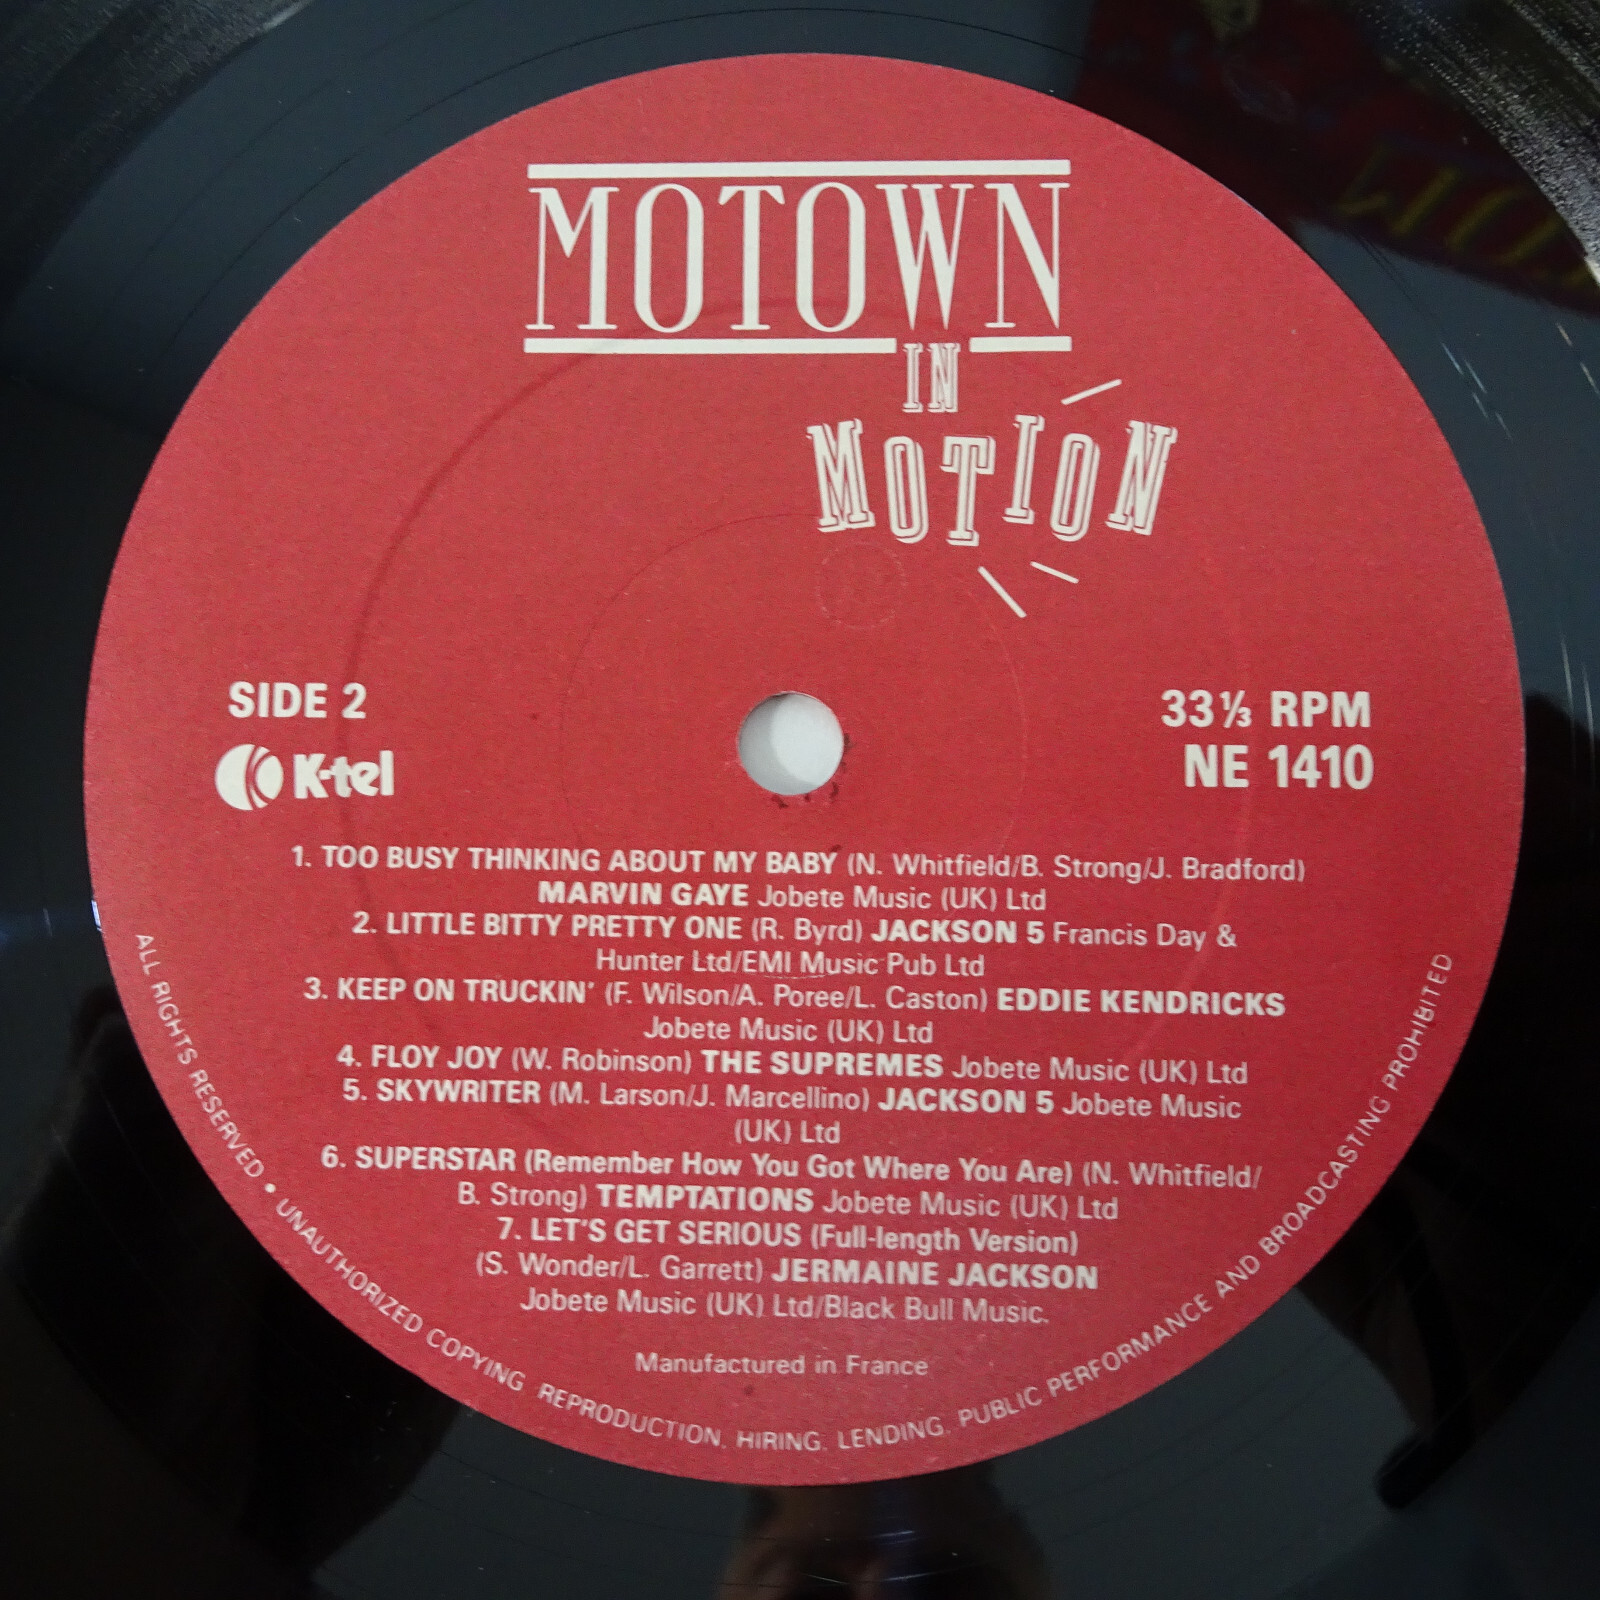 MOTOWN
IN
MOTION
SIDE 2
K-tel
33⅓ RPM
NE 1410
1. TOO BUSY THINKING ABOUT MY BABY (N. Whitfield/B. Strong/J. Bradford)
MARVIN GAYE Jobete Music (UK) Ltd
2. LITTLE BITTY PRETTY ONE (R. Byrd) JACKSON 5 Francis Day &
Hunter Ltd/EMI Music Pub Ltd
3. KEEP ON TRUCKIN' (F. Wilson/A. Poree/L. Caston) EDDIE KENDRICKS
Jobete Music (UK) Ltd
4. FLOY JOY (W. Robinson) THE SUPREMES Jobete Music (UK) Ltd
5. SKYWRITER (M. Larson/J. Marcellino) JACKSON 5 Jobete Music
(UK) Ltd
6. SUPERSTAR (Remember How You Got Where You Are) (N. Whitfield/
B. Strong) TEMPTATIONS Jobete Music (UK) Ltd
7. LET'S GET SERIOUS (Full-length Version)
(S. Wonder/L. Garrett) JERMAINE JACKSON
Jobete Music (UK) Ltd/Black Bull Music.
Manufactured in France
ALL RIGHTS RESERVED • UNAUTHORIZED COPYING REPRODUCTION, HIRING, LENDING, PUBLIC PERFORMANCE AND BROADCASTING PROHIBITED